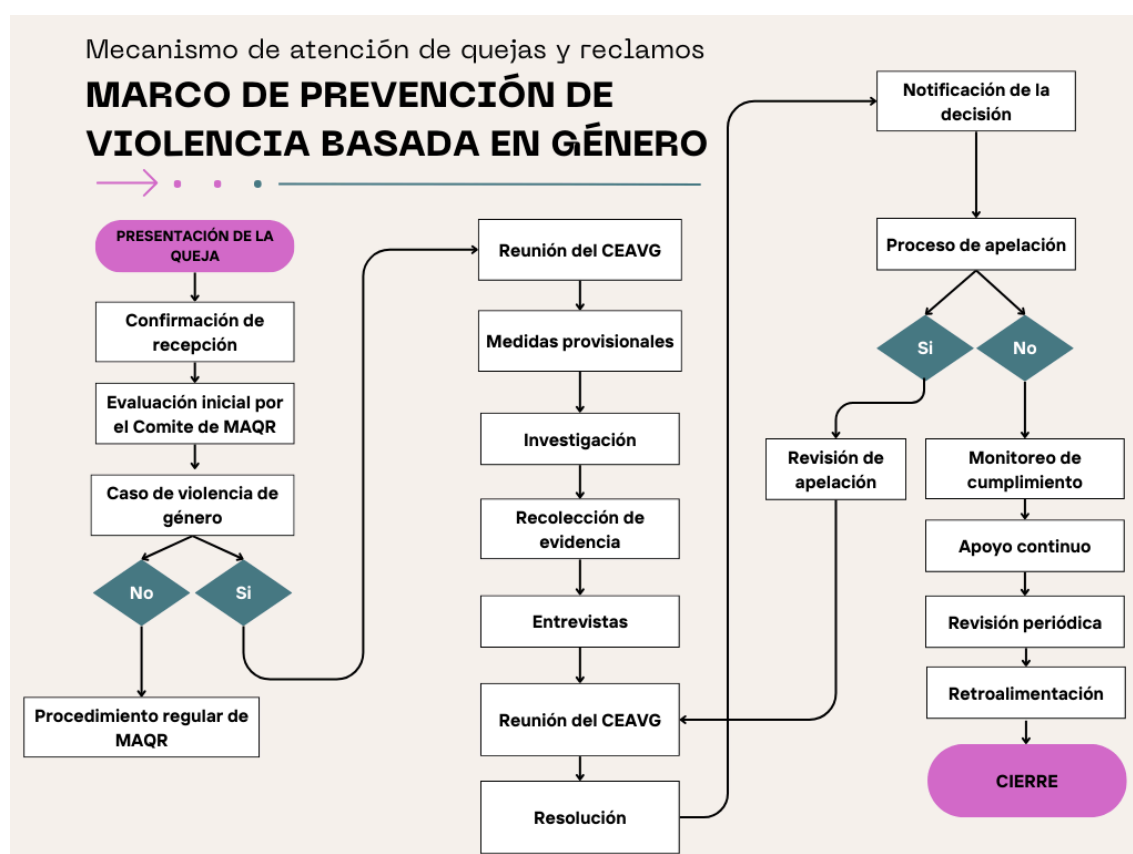 Mecanismo de atención de quejas y reclamos
MARCO DE PREVENCIÓN DE
VIOLENCIA BASADA EN GÉNERO
PRESENTACIÓN DE LA
QUEJA
Confirmación de
recepción
Evaluación inicial por
el Comite de MAQR
Caso de violencia de
género
No
Si
Procedimiento regular de
MAQR
Reunión del CEAVG
Medidas provisionales
Investigación
Recolección de
evidencia
Entrevistas
Reunión del CEAVG
Resolución
Notificación de la
decisión
Proceso de apelación
Si
No
Revisión de
apelación
Monitoreo de
cumplimiento
Apoyo continuo
Revisión periódica
Retroalimentación
CIERRE